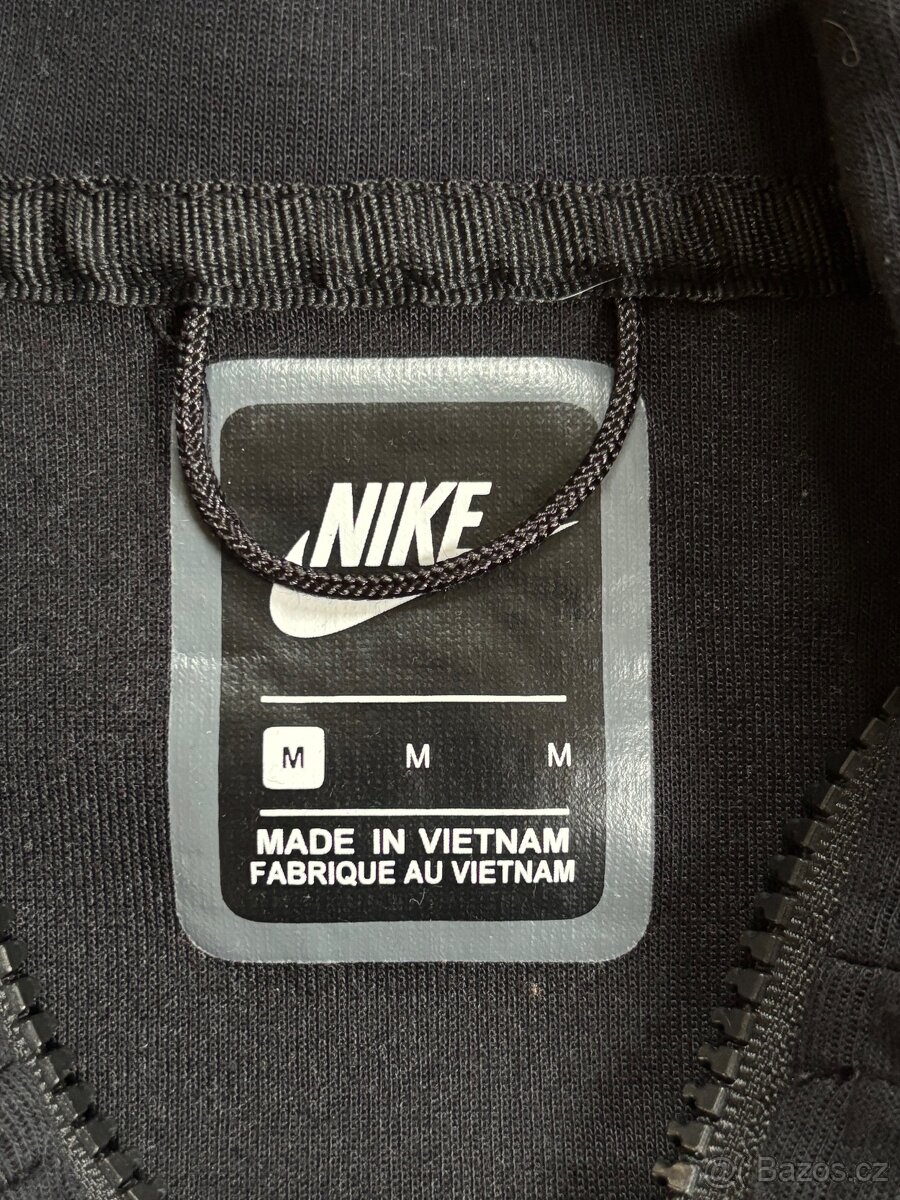 NIKE
M M M
MADE IN VIETNAM
FABRIQUE AU VIETNAM
@ Bazos.cz